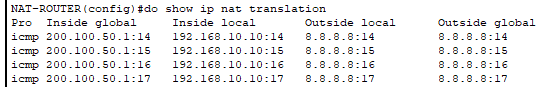 NAT-ROUTER(config)#do show ip nat translation
Pro  Inside global     Inside local       Outside local      Outside global
icmp 200.100.50.1:14   192.168.10.10:14   8.8.8.8:14         8.8.8.8:14
icmp 200.100.50.1:15   192.168.10.10:15   8.8.8.8:15         8.8.8.8:15
icmp 200.100.50.1:16   192.168.10.10:16   8.8.8.8:16         8.8.8.8:16
icmp 200.100.50.1:17   192.168.10.10:17   8.8.8.8:17         8.8.8.8:17